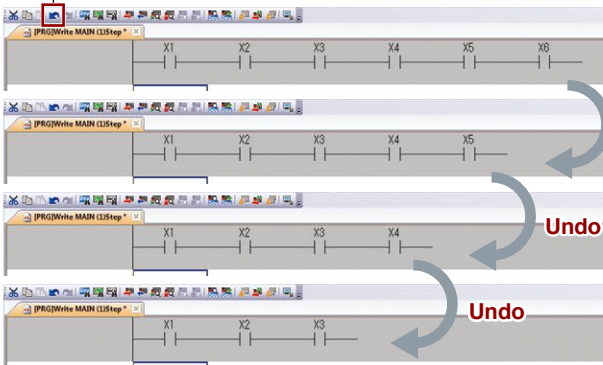 [PRG]Write MAIN (1)Step *
X1 X2 X3 X4 X5 X6
[PRG]Write MAIN (1)Step *
X1 X2 X3 X4 X5
[PRG]Write MAIN (1)Step *
X1 X2 X3 X4
Undo
[PRG]Write MAIN (1)Step *
X1 X2 X3
Undo